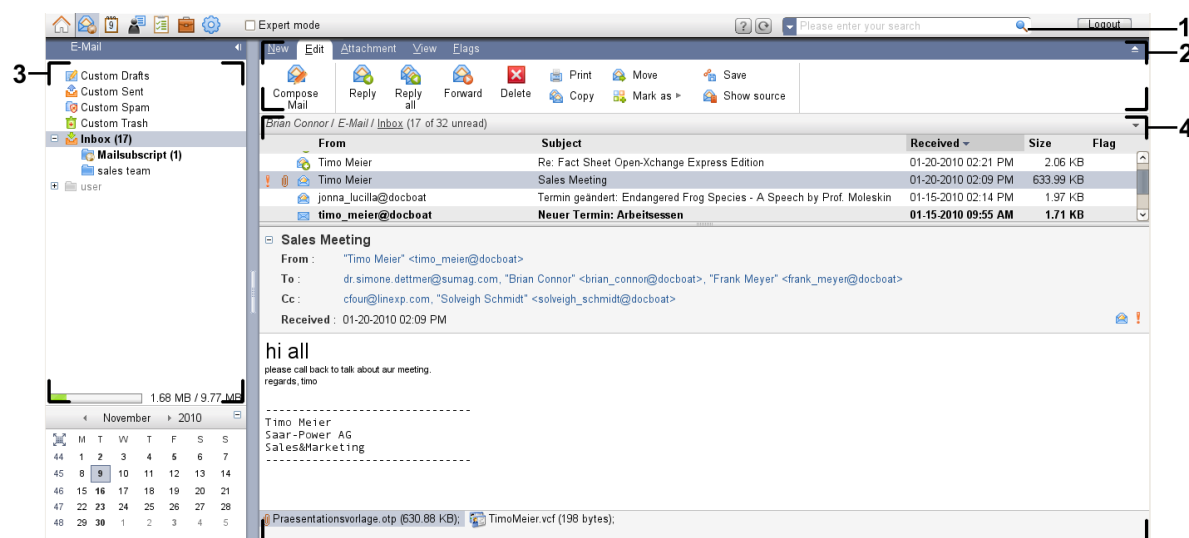 9 Expert mode ? Please enter your search Logout 1
E-Mail New Edit Attachment View Flags 2
3
Custom Drafts
Custom Sent
Custom Spam
Custom Trash
Inbox (17)
Mailsubscript (1)
sales team
user
1.68 MB / 9.77 MB
November 2010
M T W T F S S
44 1 2 3 4 5 6 7
45 8 9 10 11 12 13 14
46 15 16 17 18 19 20 21
47 22 23 24 25 26 27 28
48 29 30 1 2 3 4 5
Compose Reply Reply Forward Delete Print Move Save
Mail all Copy Mark as Show source
Brian Connor / E-Mail / Inbox (17 of 32 unread) 4
From Subject Received Size Flag
Timo Meier Re: Fact Sheet Open-Xchange Express Edition 01-20-2010 02:21 PM 2.06 KB
! Timo Meier Sales Meeting 01-20-2010 02:09 PM 633.99 KB
jonna_lucilla@docboat Termin geändert: Endangered Frog Species - A Speech by Prof. Moleskin 01-15-2010 02:14 PM 1.97 KB
timo_meier@docboat Neuer Termin: Arbeitsessen 01-15-2010 09:55 AM 1.71 KB
Sales Meeting
From : "Timo Meier" <timo_meier@docboat>
To : dr.simone.dettmer@sumag.com, "Brian Connor" <brian_connor@docboat>, "Frank Meyer" <frank_meyer@docboat>
Cc : cfour@linexp.com, "Solveigh Schmidt" <solveigh_schmidt@docboat>
Received : 01-20-2010 02:09 PM !
hi all
please call back to talk about aur meeting.
regards, timo
------------------------------
Timo Meier
Saar-Power AG
Sales&Marketing
------------------------------
Praesentationsvorlage.otp (630.88 KB); TimoMeier.vcf (198 bytes);